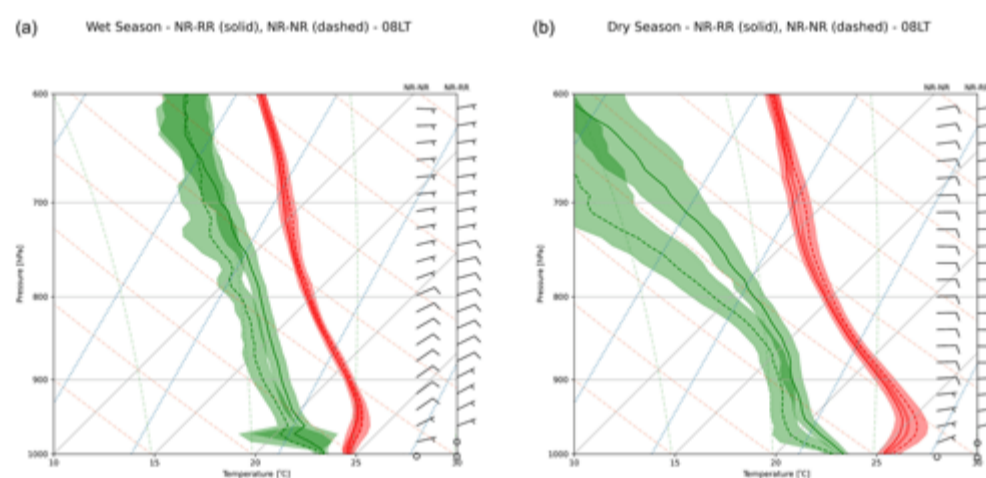 (a) Wet Season - NR-RR (solid), NR-NR (dashed) - 08LT
NR-NR NR-RR
600
700
800
900
1000
Pressure [hPa]
10 15 20 25 30
Temperature [°C]
(b) Dry Season - NR-RR (solid), NR-NR (dashed) - 08LT
NR-NR NR-RR
600
700
800
900
1000
Pressure [hPa]
10 15 20 25 30
Temperature [°C]